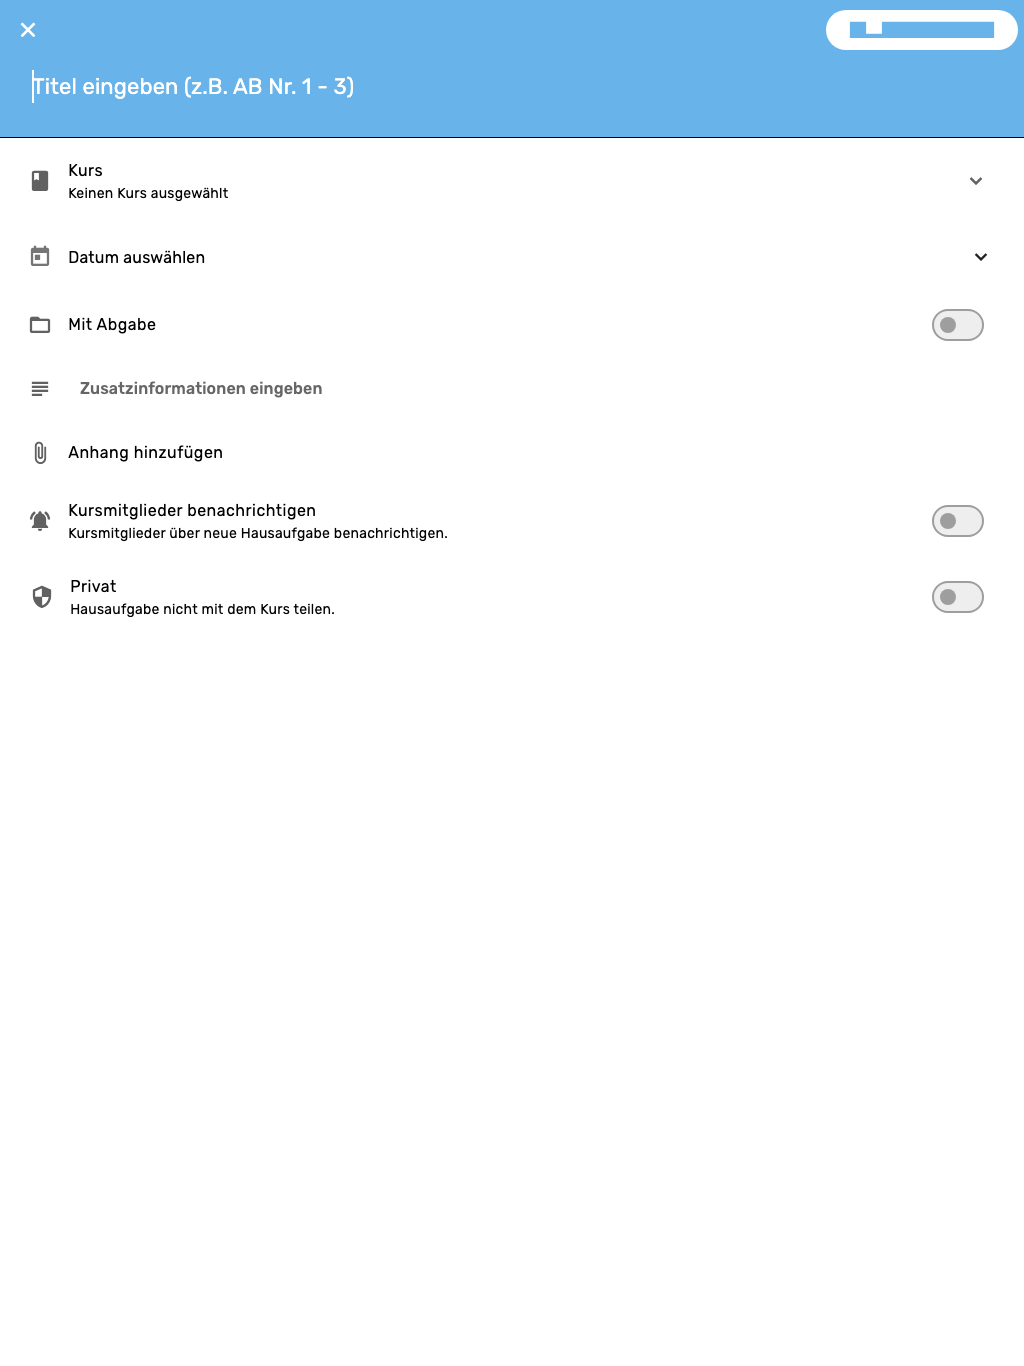 Titel eingeben (z.B. AB Nr. 1 - 3)
Kurs
Keinen Kurs ausgewählt
Datum auswählen
Mit Abgabe
Zusatzinformationen eingeben
Anhang hinzufügen
Kursmitglieder benachrichtigen
Kursmitglieder über neue Hausaufgabe benachrichtigen.
Privat
Hausaufgabe nicht mit dem Kurs teilen.